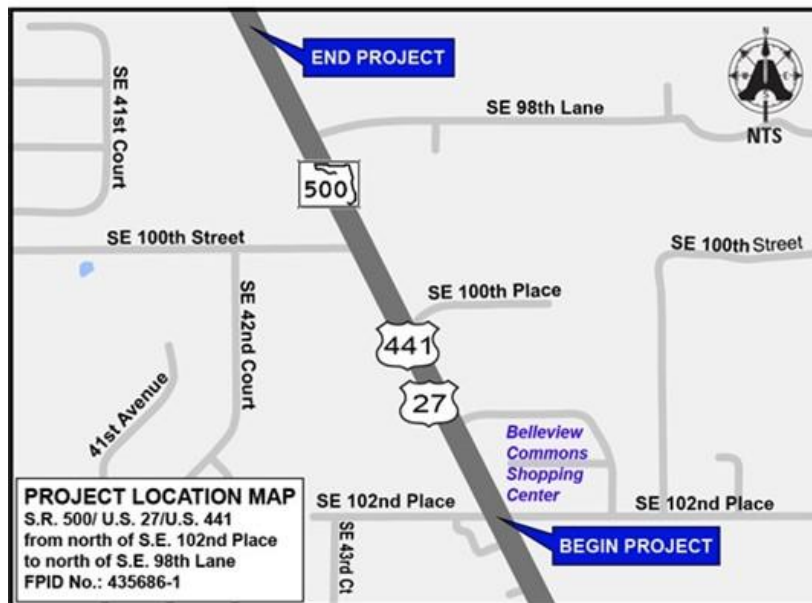 END PROJECT
N
W
E
S
NTS
SE 41st Court
SE 98th Lane
500
SE 100th Street
SE 100th Street
SE 42nd Court
SE 100th Place
441
27
41st Avenue
Belleview
Commons
Shopping
Center
PROJECT LOCATION MAP
S.R. 500/ U.S. 27/U.S. 441
from north of S.E. 102nd Place
to north of S.E. 98th Lane
FPID No.: 435686-1
SE 102nd Place
SE 102nd Place
SE 43rd Ct
BEGIN PROJECT